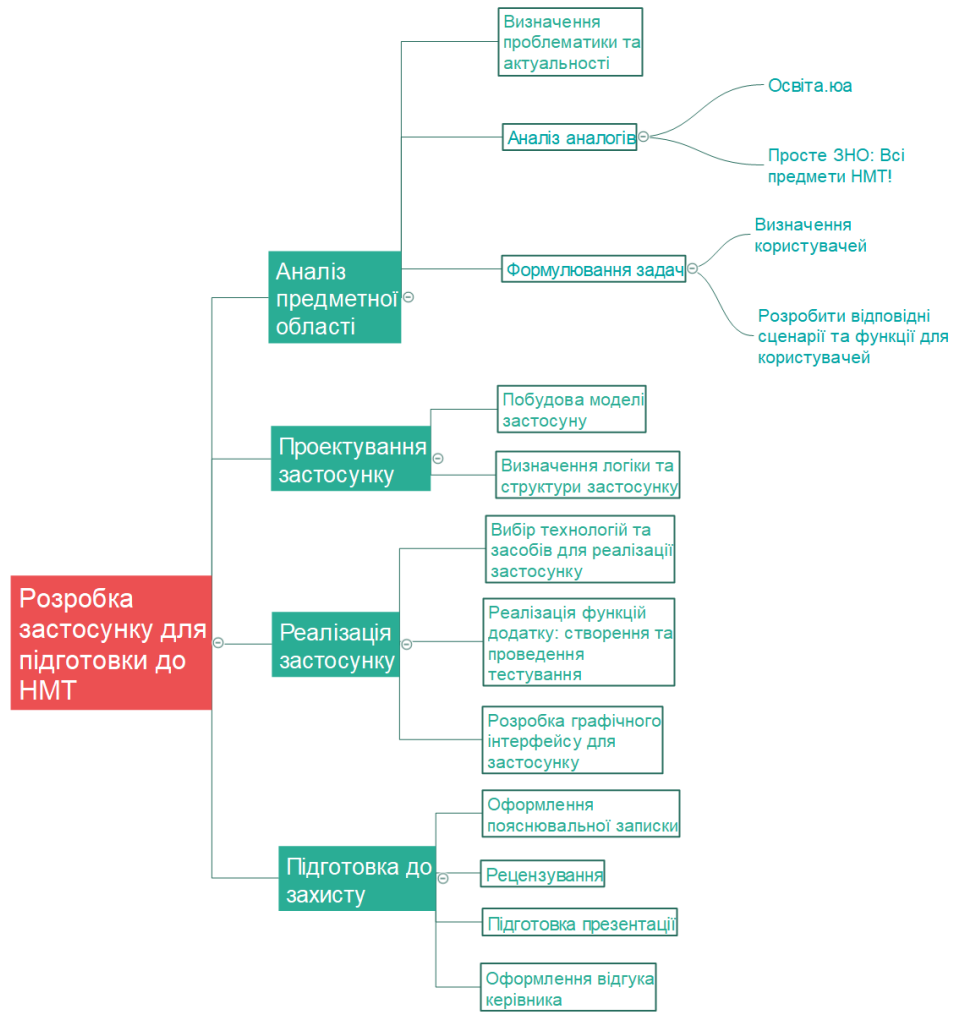 Визначення
проблематики та
актуальності
Аналіз аналогів
Освіта.юа
Просте ЗНО: Всі
предмети НМТ!
Аналіз
предметної
області
Формулювання задач
Визначення
користувачей
Розробити відповідні
сценарії та функції для
користувачей
Проектування
застосунку
Побудова моделі
застосуну
Визначення логіки та
структури застосунку
Розробка
застосунку для
підготовки до
НМТ
Реалізація
застосунку
Вибір технологій та
засобів для реалізації
застосунку
Реалізація функцій
додатку: створення та
проведення
тестування
Розробка графічного
інтерфейсу для
застосунку
Підготовка до
захисту
Оформлення
пояснювальної записки
Рецензування
Підготовка презентації
Оформлення відгука
керівника